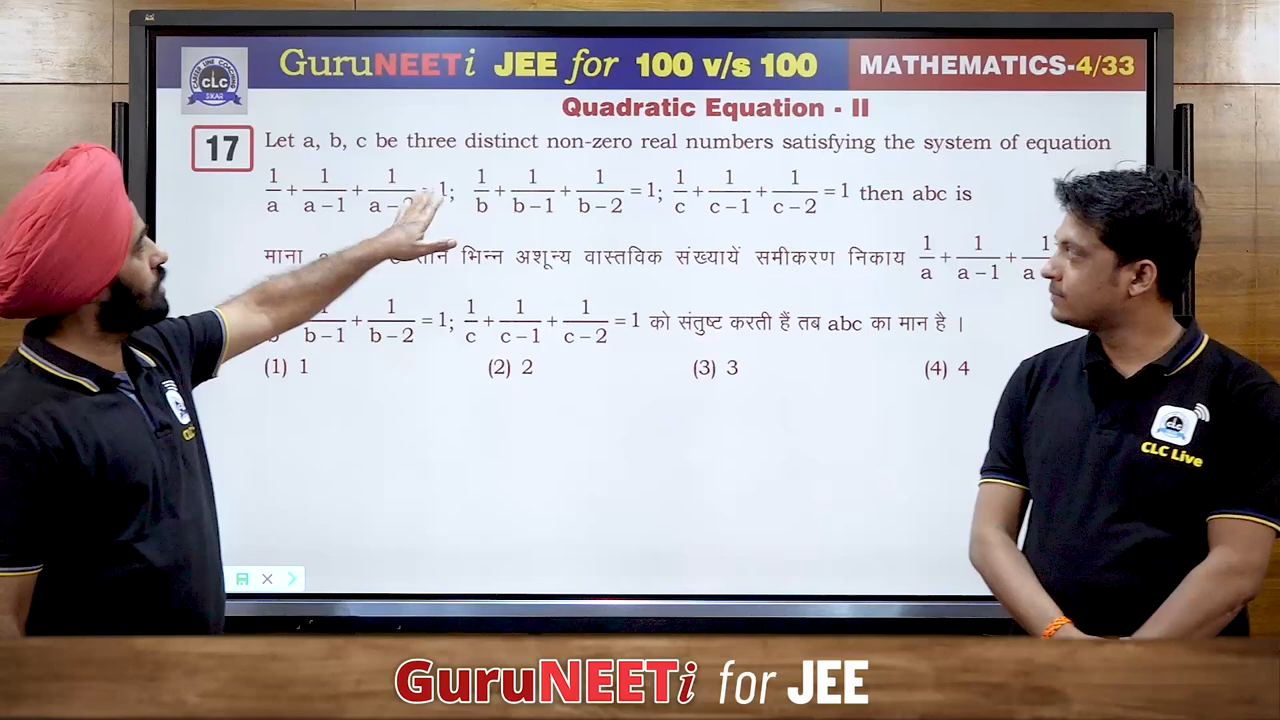 GuruNEETi JEE for 100 v/s 100 MATHEMATICS-4/33
CLC
SIKAR
Quadratic Equation - II
17 Let a, b, c be three distinct non-zero real numbers satisfying the system of equation
1/a + 1/(a-1) + 1/(a- =1; 1/b + 1/(b-1) + 1/(b-2) = 1; 1/c + 1/(c-1) + 1/(c-2) = 1 then abc is
माना भिन्न अशून्य वास्तविक संख्यायें समीकरण निकाय 1/a + 1/(a-1) + 1/a
1/(b-1) + 1/(b-2) = 1; 1/c + 1/(c-1) + 1/(c-2) = 1 को संतुष्ट करती हैं तब abc का मान है ।
(1) 1 (2) 2 (3) 3 (4) 4
CLC
CLC Live
GuruNEETi for JEE